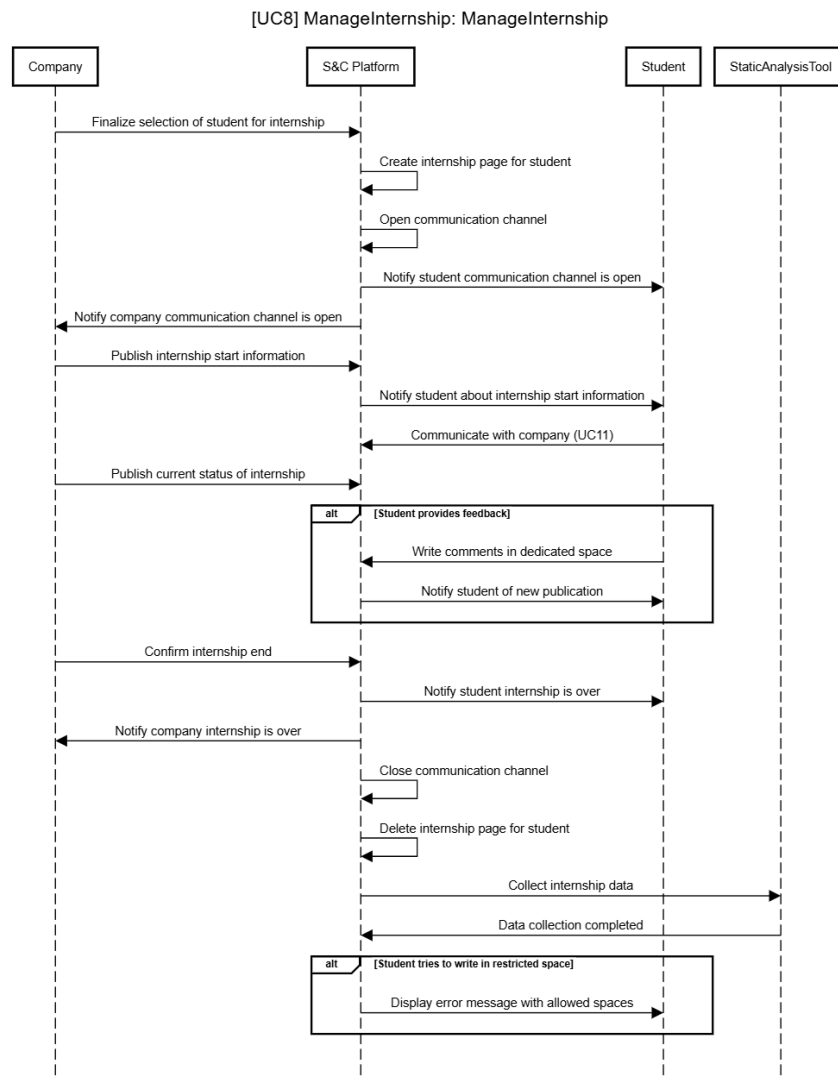 [UC8] ManageInternship: ManageInternship
Company
S&C Platform
Student
StaticAnalysisTool
Finalize selection of student for internship
Create internship page for student
Open communication channel
Notify student communication channel is open
Notify company communication channel is open
Publish internship start information
Notify student about internship start information
Communicate with company (UC11)
Publish current status of internship
alt
[Student provides feedback]
Write comments in dedicated space
Notify student of new publication
Confirm internship end
Notify student internship is over
Notify company internship is over
Close communication channel
Delete internship page for student
Collect internship data
Data collection completed
alt
[Student tries to write in restricted space]
Display error message with allowed spaces